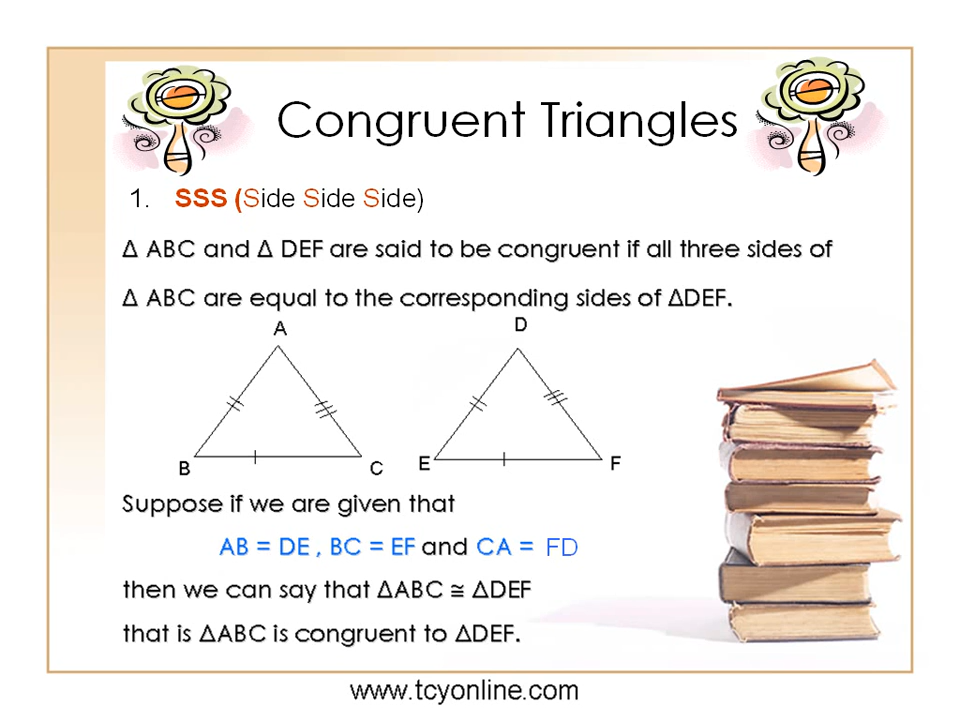 Congruent Triangles
1. SSS (Side Side Side)
Δ ABC and Δ DEF are said to be congruent if all three sides of
Δ ABC are equal to the corresponding sides of ΔDEF.
A
D
B
C
E
F
Suppose if we are given that
AB = DE , BC = EF and CA = FD
then we can say that ΔABC ≅ ΔDEF
that is ΔABC is congruent to ΔDEF.
www.tcyonline.com